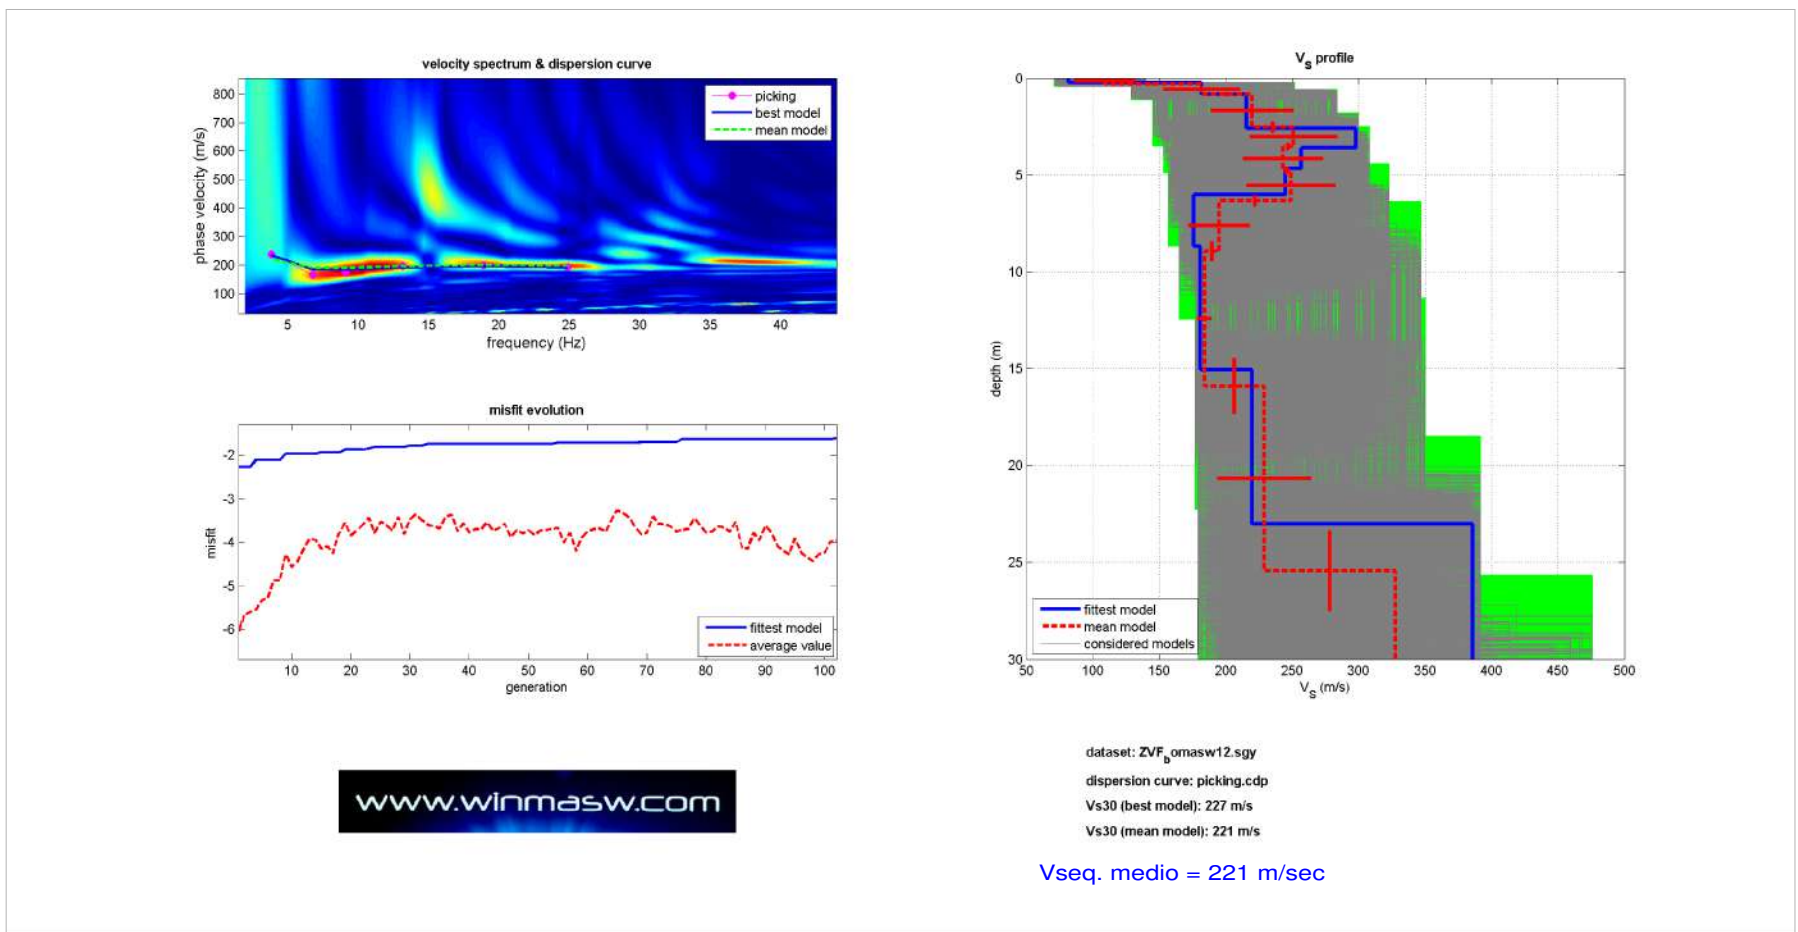 velocity spectrum & dispersion curve
800
700
600
500
400
300
200
100
phase velocity (m/s)
picking
best model
mean model
5 10 15 20 25 30 35 40
frequency (Hz)
misfit evolution
-2
-3
-4
-5
-6
misfit
fittest model
average value
10 20 30 40 50 60 70 80 90 100
generation
www.winmasw.com
VS profile
0
5
10
15
20
25
30
depth (m)
fittest model
mean model
considered models
50 100 150 200 250 300 350 400 450 500
VS (m/s)
dataset: ZVFbomasw12.sgy
dispersion curve: picking.cdp
Vs30 (best model): 227 m/s
Vs30 (mean model): 221 m/s
Vseq. medio = 221 m/sec